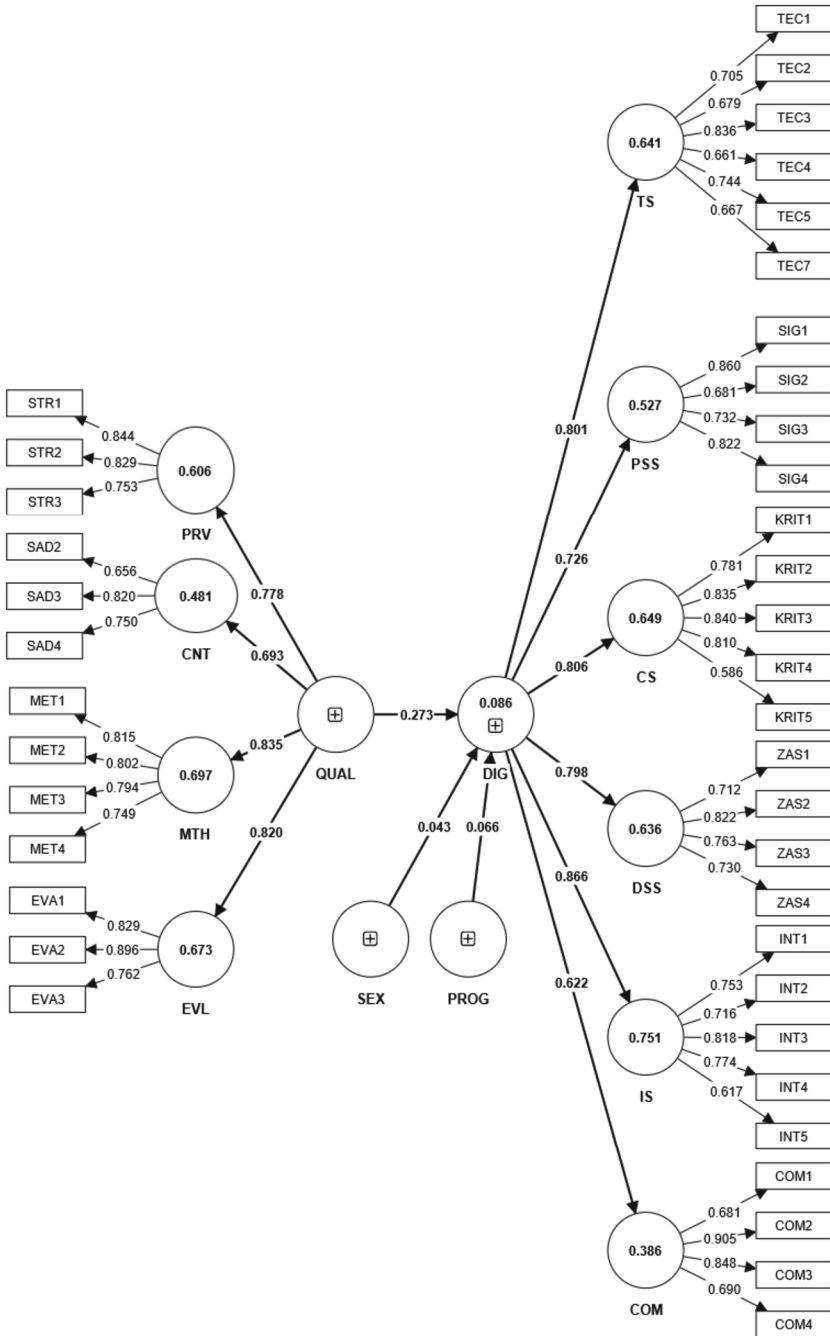 TEC1
TEC2
TEC3
TEC4
TEC5
TEC7
0.705
0.679
0.836
0.661
0.744
0.667
0.641
TS
SIG1
SIG2
SIG3
SIG4
0.860
0.681
0.732
0.822
0.527
PSS
KRIT1
KRIT2
KRIT3
KRIT4
KRIT5
0.781
0.835
0.840
0.810
0.586
0.649
CS
ZAS1
ZAS2
ZAS3
ZAS4
0.712
0.822
0.763
0.730
0.636
DSS
INT1
INT2
INT3
INT4
INT5
0.753
0.716
0.818
0.774
0.617
0.751
IS
COM1
COM2
COM3
COM4
0.681
0.905
0.848
0.690
0.386
COM
0.801
0.726
0.806
0.798
0.866
0.622
0.086
DIG
0.273
QUAL
0.043
0.066
SEX
PROG
0.778
0.693
0.835
0.820
STR1
STR2
STR3
0.844
0.829
0.753
0.606
PRV
SAD2
SAD3
SAD4
0.656
0.820
0.750
0.481
CNT
MET1
MET2
MET3
MET4
0.815
0.802
0.794
0.749
0.697
MTH
EVA1
EVA2
EVA3
0.829
0.896
0.762
0.673
EVL